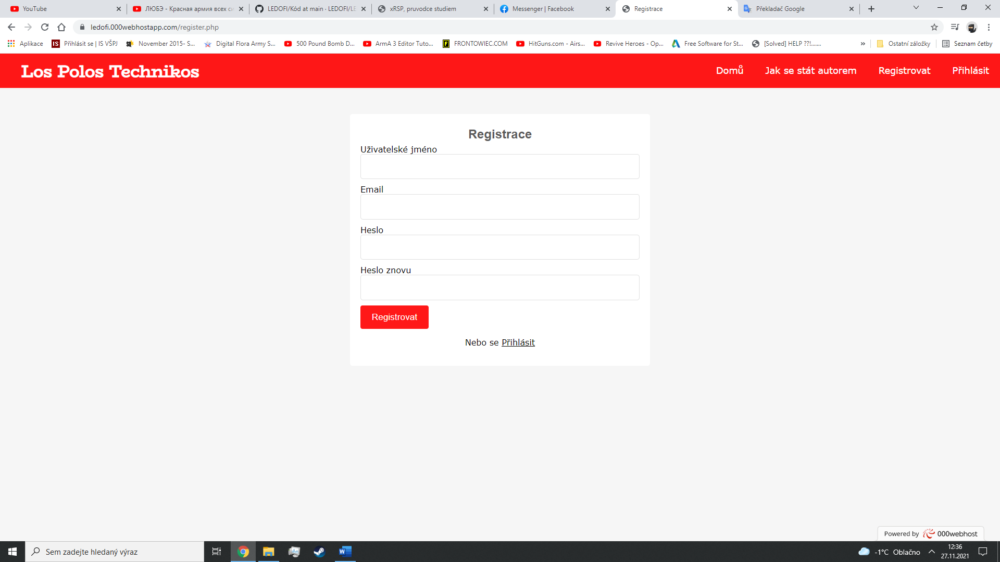 YouTube
ЛЮБЭ - Красная армия всех си
LEDOFI/Kód at main · LEDOFI/LE
xRSP, pruvodce studiem
Messenger | Facebook
Registrace
Překladač Google
ledofi.000webhostapp.com/register.php
Aplikace
IS Přihlásit se | IS VŠPJ
November 2015- S...
Digital Flora Army S...
500 Pound Bomb D...
ArmA 3 Editor Tuto...
FRONTOWIEC.COM
HitGuns.com - Airs...
Revive Heroes - Op...
Free Software for St...
[Solved] HELP ??!.......
»
Ostatní záložky
Seznam četby
Los Polos Technikos
Domů
Jak se stát autorem
Registrovat
Přihlásit
Registrace
Uživatelské jméno
Email
Heslo
Heslo znovu
Registrovat
Nebo se Přihlásit
Powered by 000webhost
Sem zadejte hledaný výraz
-1°C Oblačno
12:36
27.11.2021